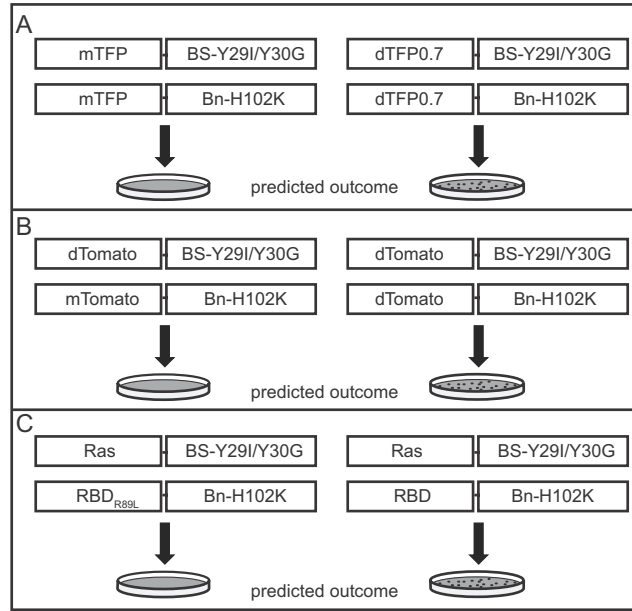 A
mTFP BS-Y29I/Y30G dTFP0.7 BS-Y29I/Y30G
mTFP Bn-H102K dTFP0.7 Bn-H102K
predicted outcome
B
dTomato BS-Y29I/Y30G dTomato BS-Y29I/Y30G
mTomato Bn-H102K dTomato Bn-H102K
predicted outcome
C
Ras BS-Y29I/Y30G Ras BS-Y29I/Y30G
RBD R89L Bn-H102K RBD Bn-H102K
predicted outcome